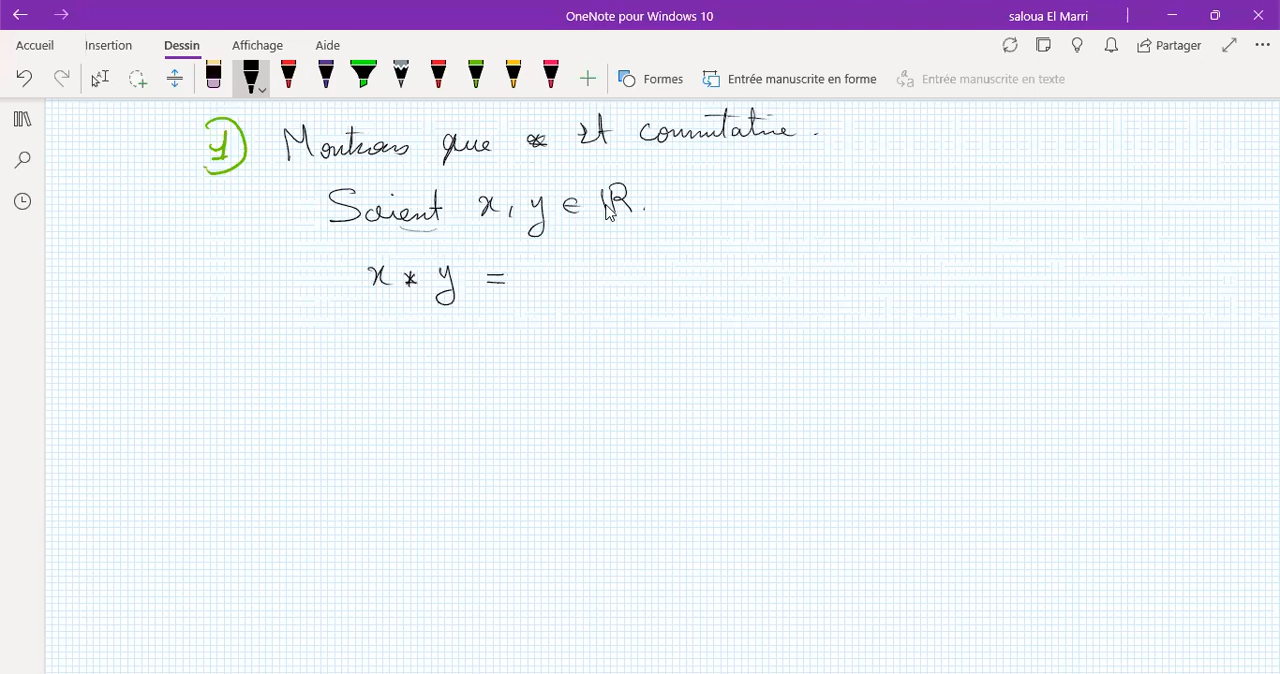 OneNote pour Windows 10
saloua El Marri
Accueil Insertion Dessin Affichage Aide
Partager
Formes Entrée manuscrite en forme Entrée manuscrite en texte
1 Montrons que * est commutative.
Soient x, y ∈ ℝ.
x * y =